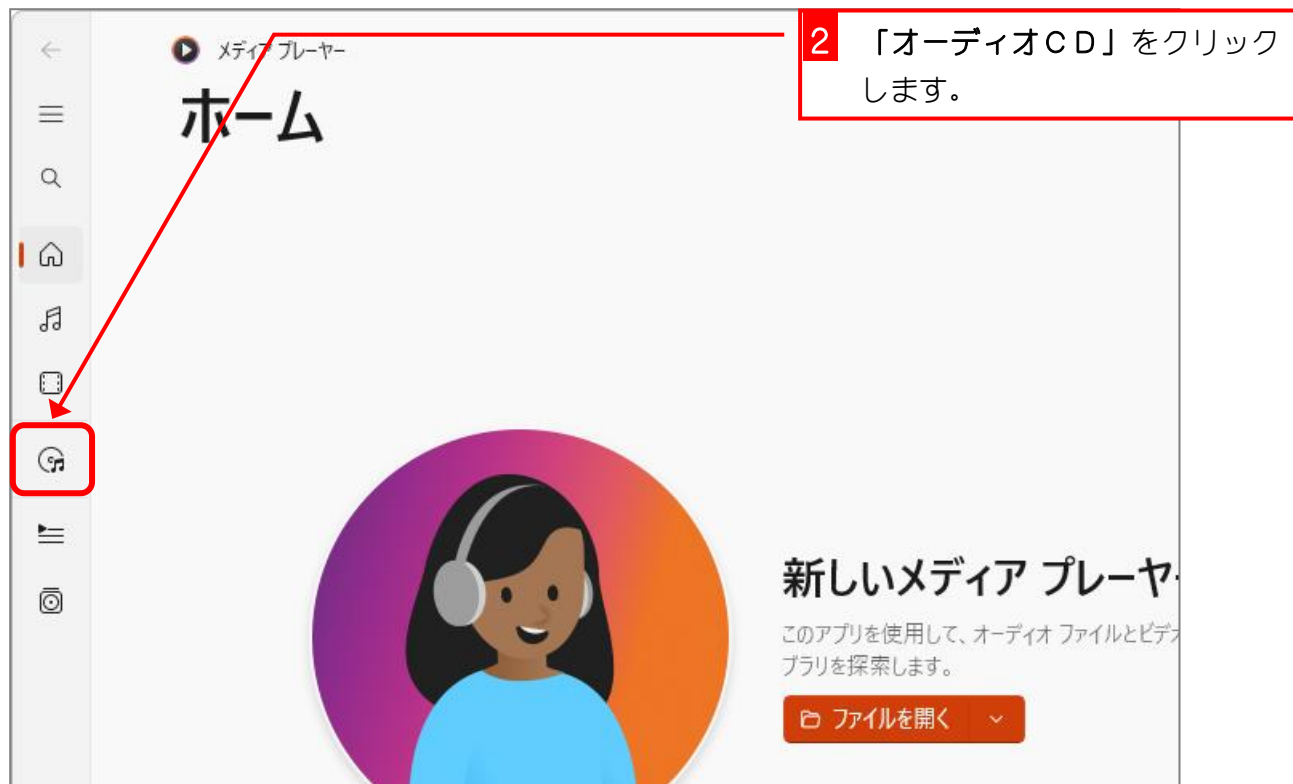 メディア プレーヤー
ホーム
2 「オーディオＣＤ」をクリック
します。
新しいメディア プレーヤー
このアプリを使用して、オーディオ ファイルとビデオ
ブラリを探索します。
ファイルを開く